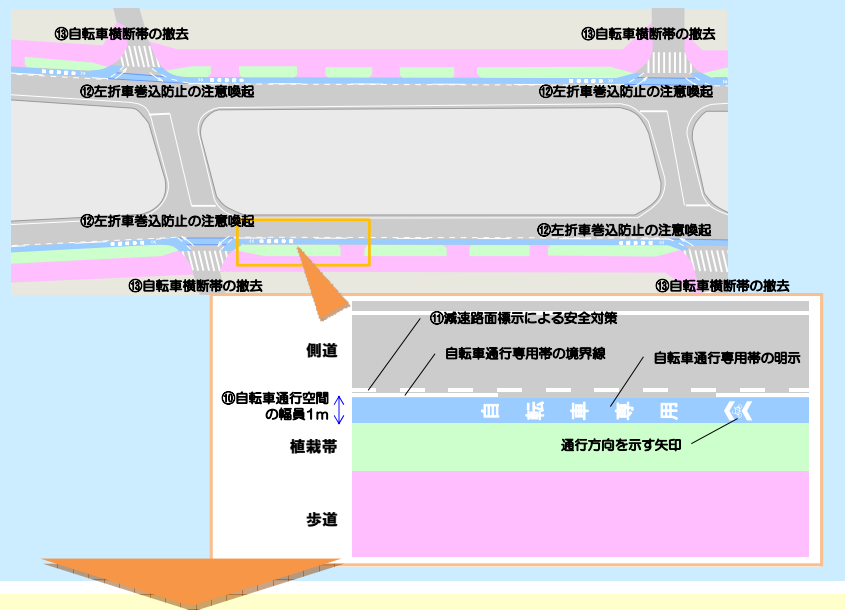 ⑬自転車横断帯の撤去
⑬自転車横断帯の撤去
⑫左折車巻込防止の注意喚起
⑫左折車巻込防止の注意喚起
⑫左折車巻込防止の注意喚起
⑫左折車巻込防止の注意喚起
⑬自転車横断帯の撤去
⑬自転車横断帯の撤去
⑪減速路面標示による安全対策
側道
自転車通行専用帯の境界線
自転車通行専用帯の明示
⑩自転車通行空間
の幅員1m
自転車専用
植栽帯
通行方向を示す矢印
歩道